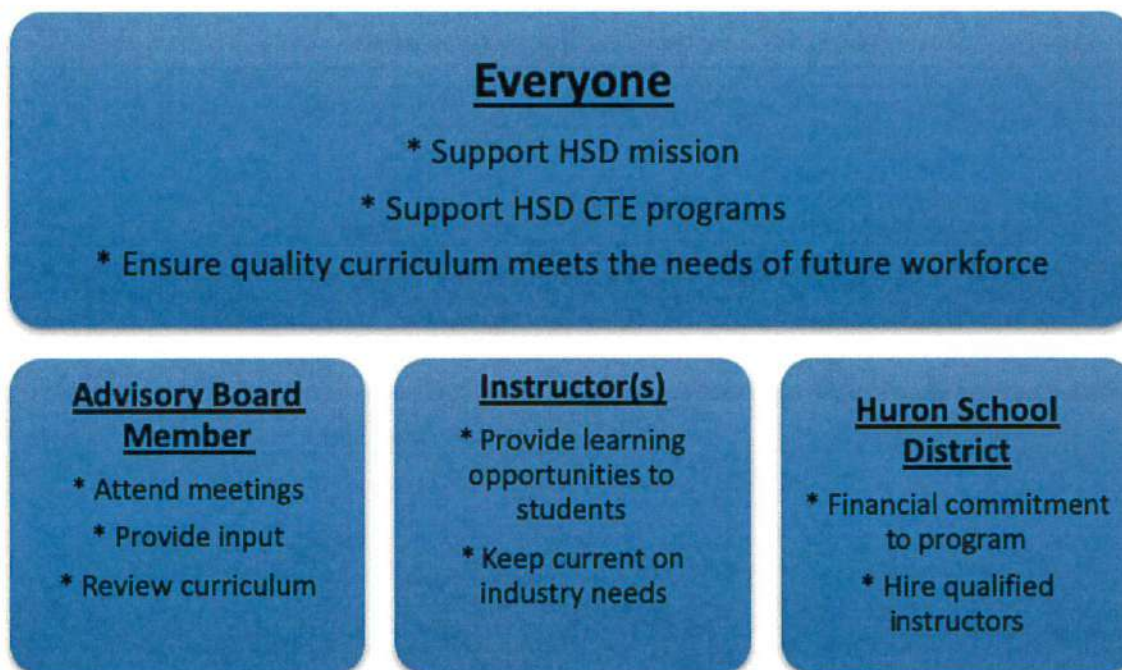 Everyone
* Support HSD mission
* Support HSD CTE programs
* Ensure quality curriculum meets the needs of future workforce
Advisory Board
Member
* Attend meetings
* Provide input
* Review curriculum
Instructor(s)
* Provide learning
opportunities to
students
* Keep current on
industry needs
Huron School
District
* Financial commitment
to program
* Hire qualified
instructors